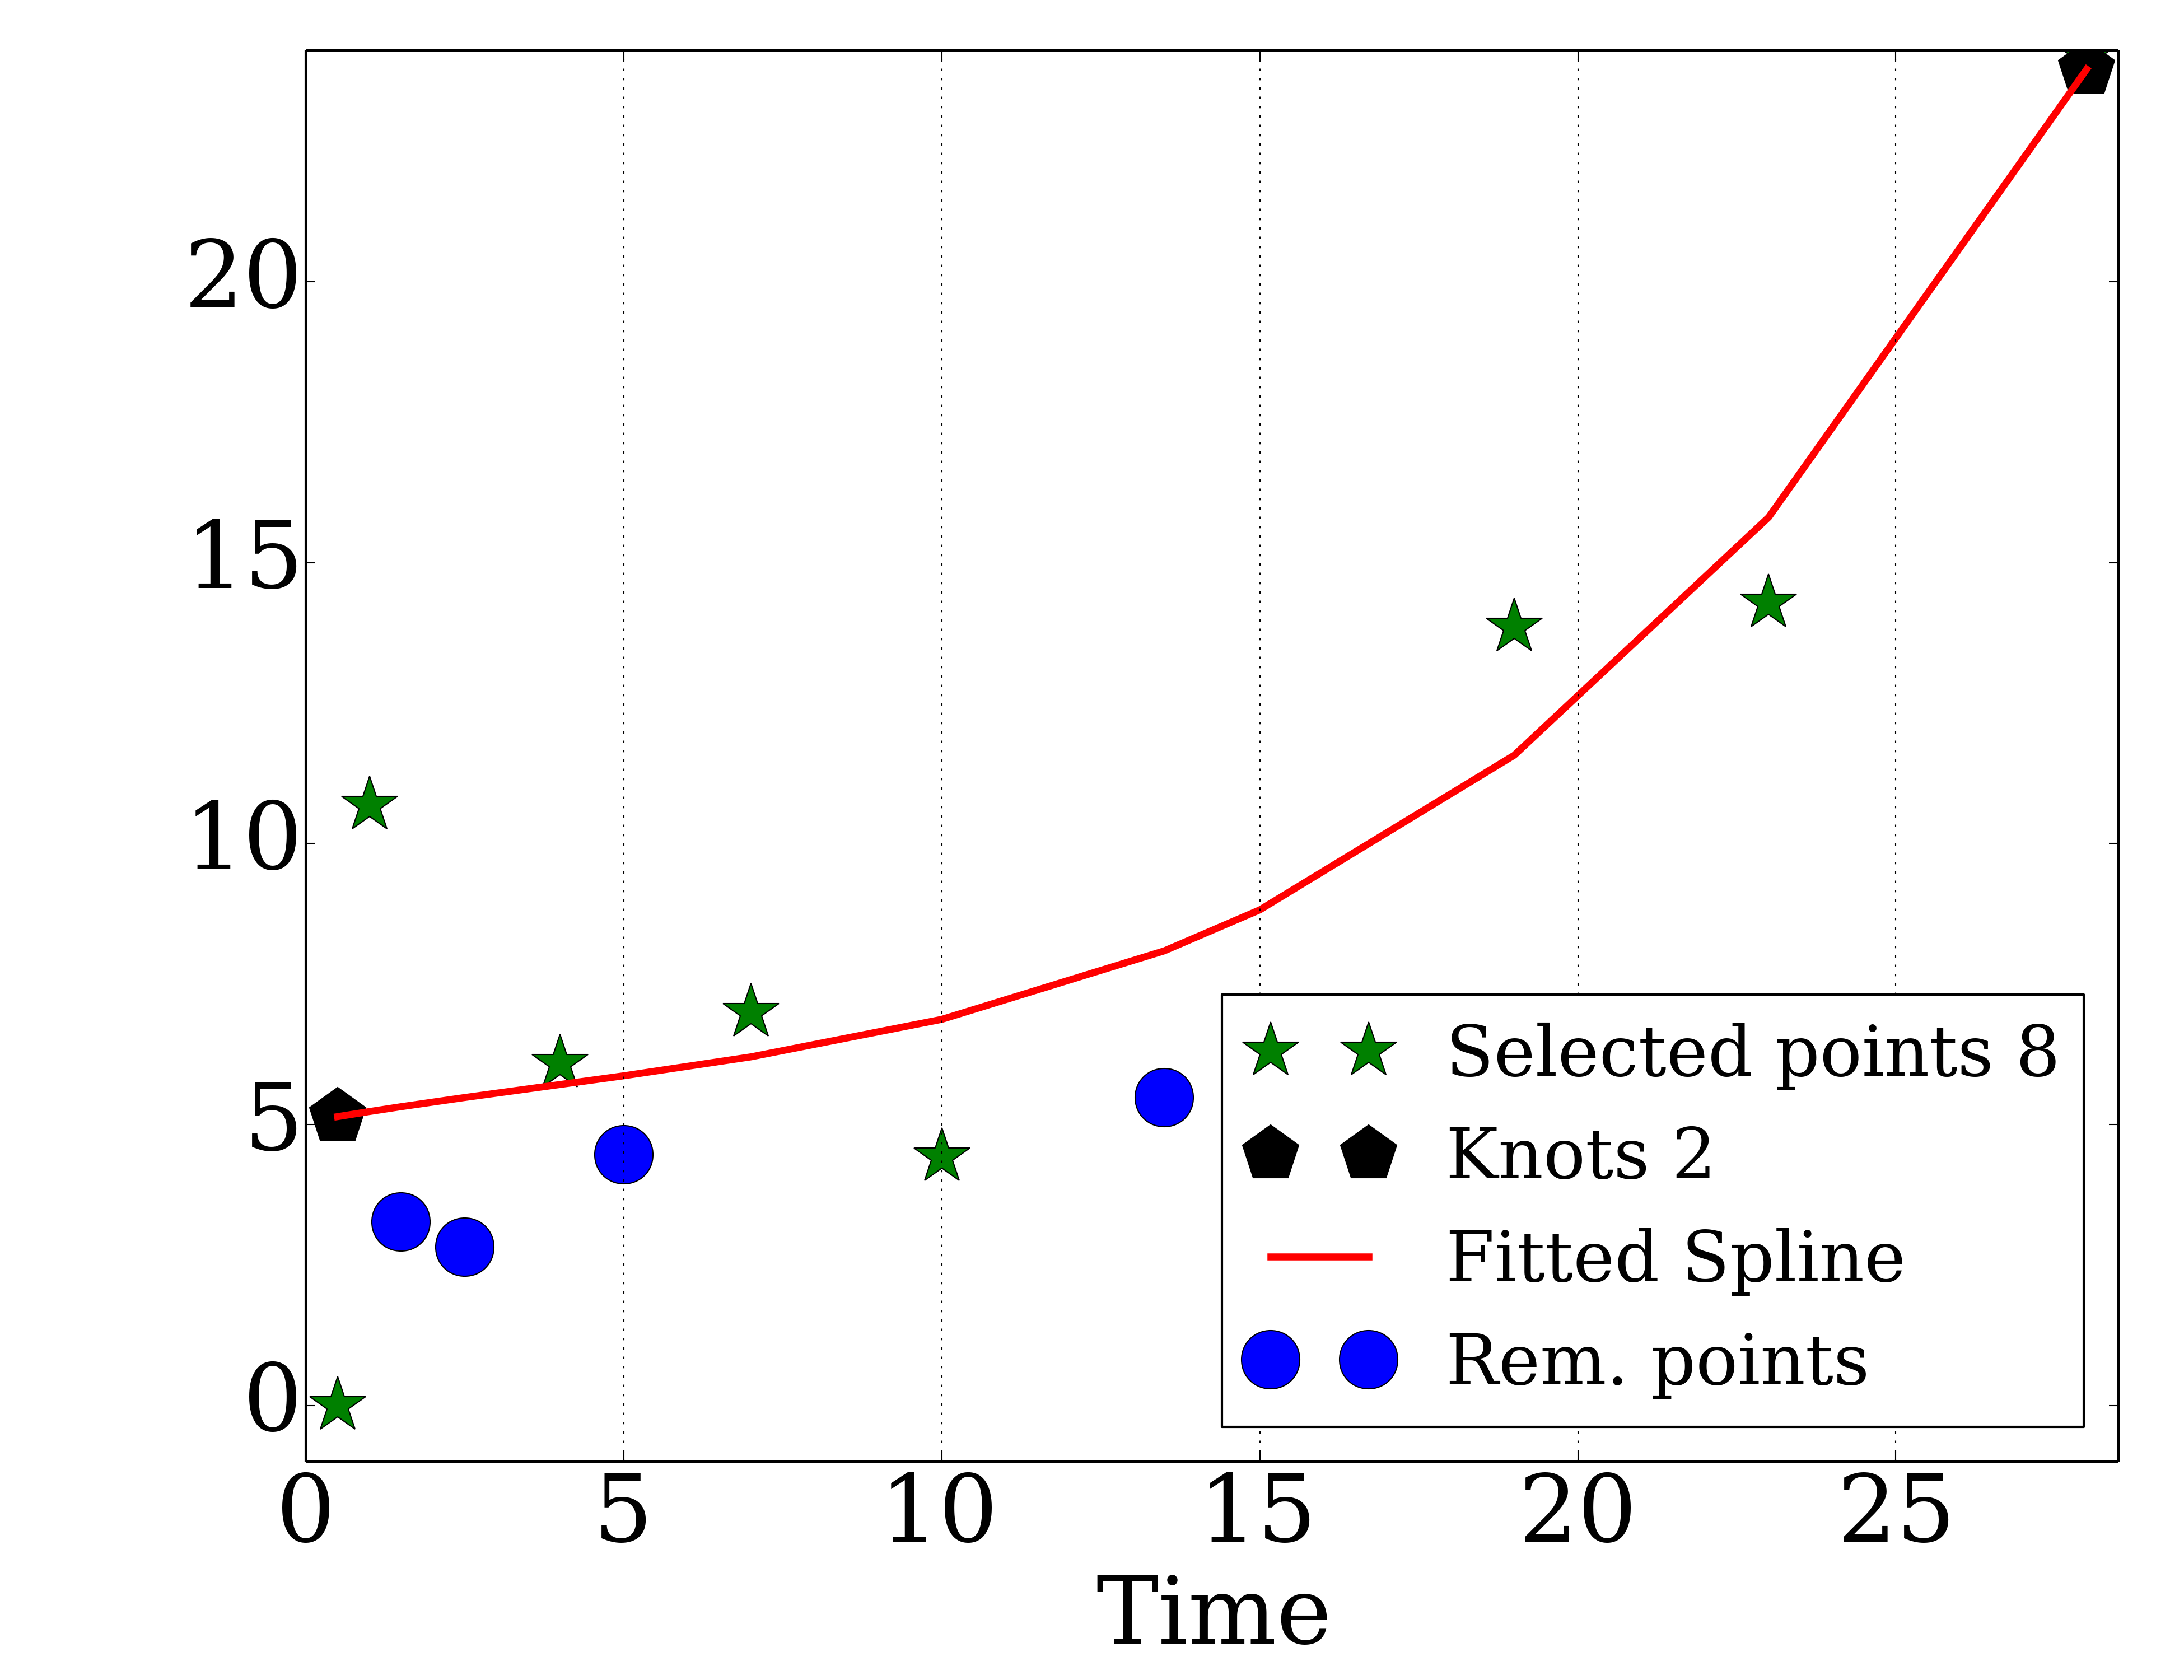 20
15
10
5
0
0 5 10 15 20 25
Time
Selected points 8
Knots 2
Fitted Spline
Rem. points